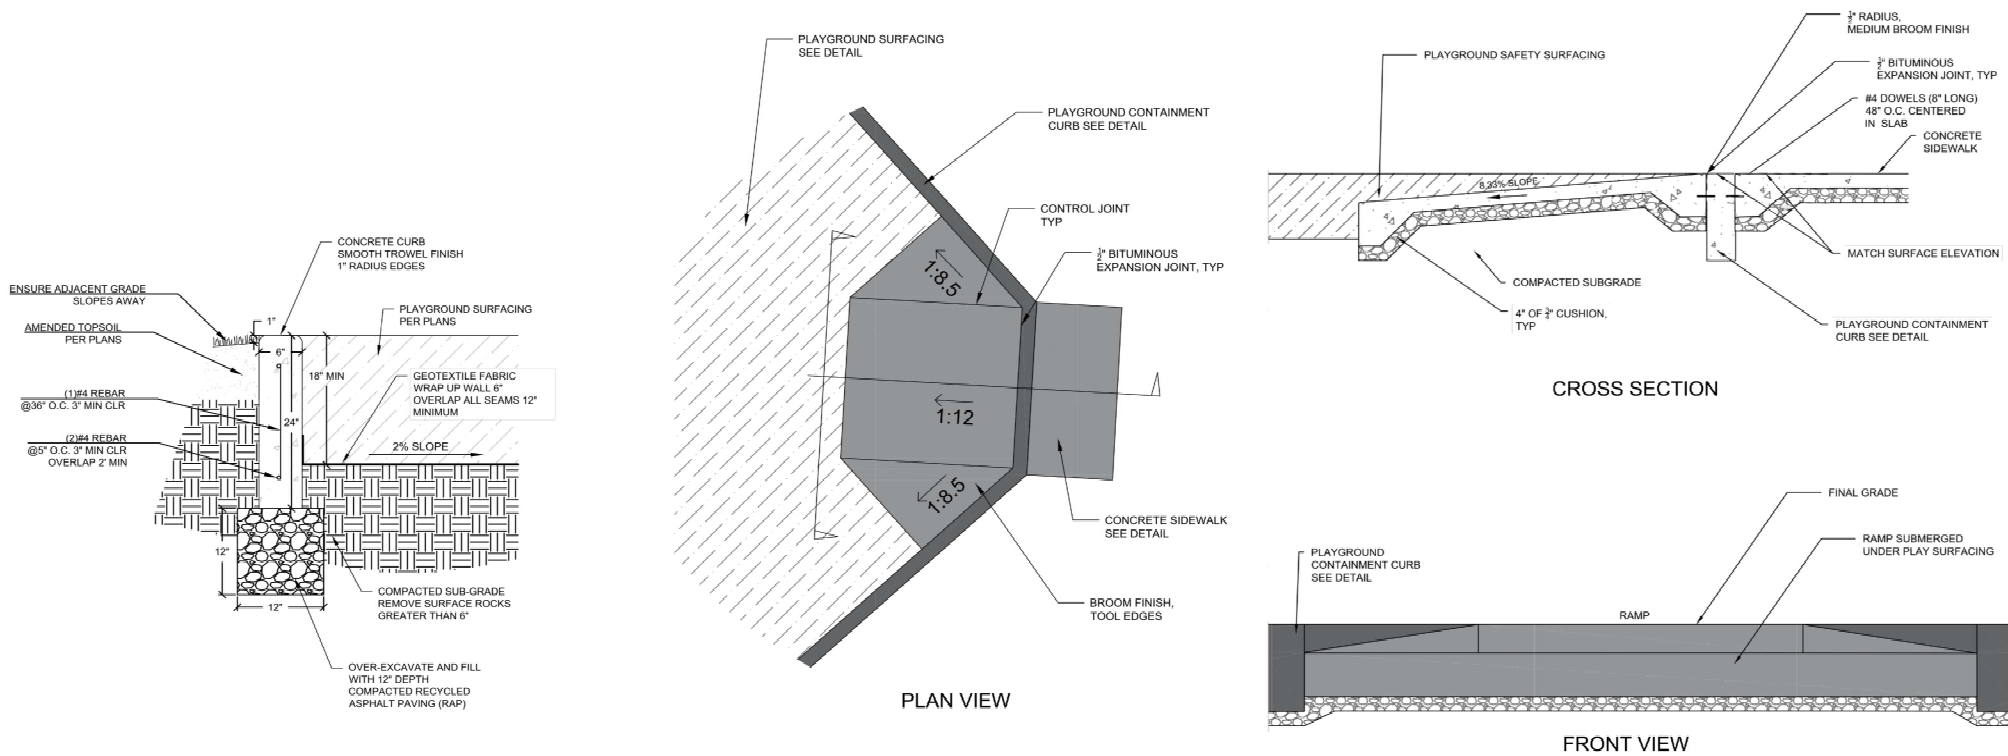 CONCRETE CURB
SMOOTH TROWEL FINISH
1" RADIUS EDGES
ENSURE ADJACENT GRADE
SLOPES AWAY
AMENDED TOPSOIL
PER PLANS
1"
6"
PLAYGROUND SURFACING
PER PLANS
18" MIN
GEOTEXTILE FABRIC
WRAP UP WALL 6"
OVERLAP ALL SEAMS 12"
MINIMUM
(1)#4 REBAR
@36" O.C. 3" MIN CLR
24"
(2)#4 REBAR
@5" O.C. 3" MIN CLR
OVERLAP 2' MIN
2% SLOPE
12"
12"
COMPACTED SUB-GRADE
REMOVE SURFACE ROCKS
GREATER THAN 6"
OVER-EXCAVATE AND FILL
WITH 12" DEPTH
COMPACTED RECYCLED
ASPHALT PAVING (RAP)
PLAYGROUND SURFACING
SEE DETAIL
PLAYGROUND CONTAINMENT
CURB SEE DETAIL
CONTROL JOINT
TYP
½" BITUMINOUS
EXPANSION JOINT, TYP
1:8.5
1:12
1:8.5
CONCRETE SIDEWALK
SEE DETAIL
BROOM FINISH,
TOOL EDGES
PLAN VIEW
½" RADIUS,
MEDIUM BROOM FINISH
PLAYGROUND SAFETY SURFACING
½" BITUMINOUS
EXPANSION JOINT, TYP
#4 DOWELS (8" LONG)
48" O.C. CENTERED
IN SLAB
CONCRETE
SIDEWALK
8.33% SLOPE
MATCH SURFACE ELEVATION
COMPACTED SUBGRADE
4" OF ¾" CUSHION,
TYP
PLAYGROUND CONTAINMENT
CURB SEE DETAIL
CROSS SECTION
FINAL GRADE
PLAYGROUND
CONTAINMENT CURB
SEE DETAIL
RAMP SUBMERGED
UNDER PLAY SURFACING
RAMP
FRONT VIEW